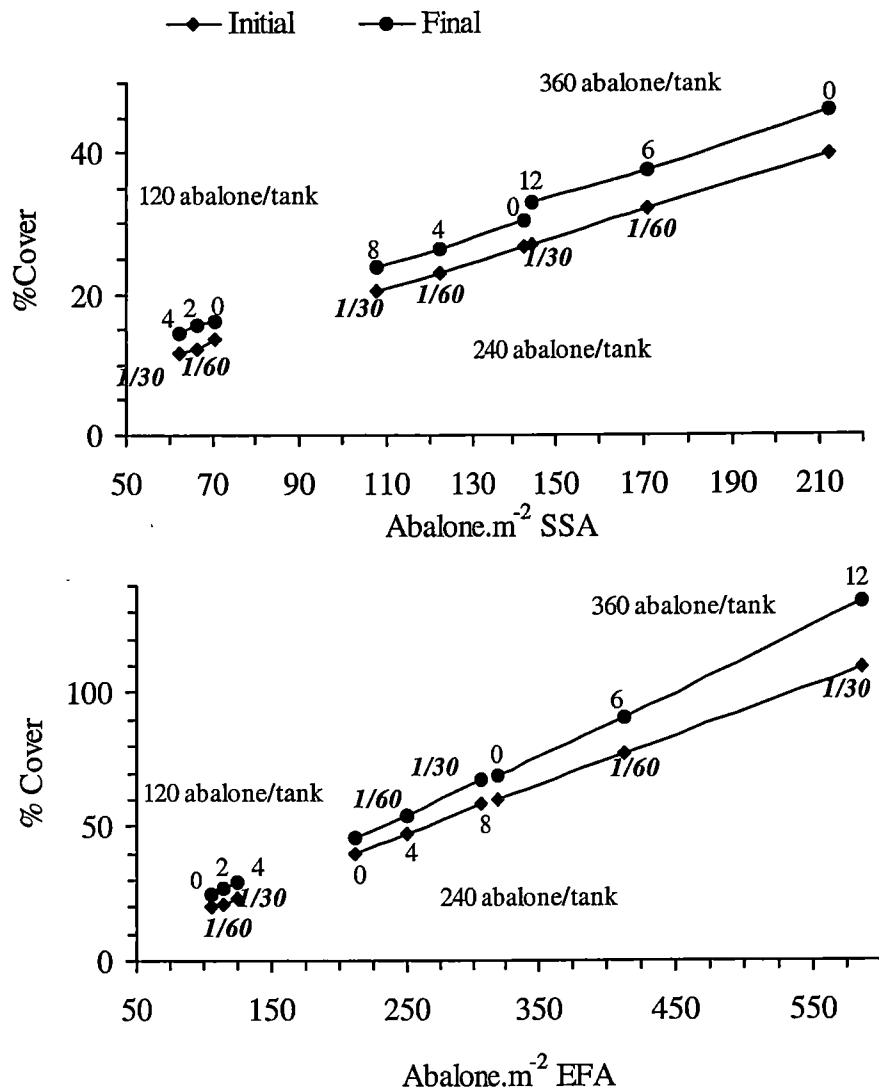 Initial Final
360 abalone/tank
0
40
6
12
120 abalone/tank
0
4
8
1/30
1/60
%Cover
20
1/30
1/60
4 2 0
240 abalone/tank
1/30
1/60
0
50 70 90 110 130 150 170 190 210
Abalone.m-2 SSA
12
360 abalone/tank
6
100
1/30
0
1/30
1/60
% Cover
120 abalone/tank
1/60
50
8
0 2 4
4
0
1/30
240 abalone/tank
1/60
0
50 150 250 350 450 550
Abalone.m-2 EFA